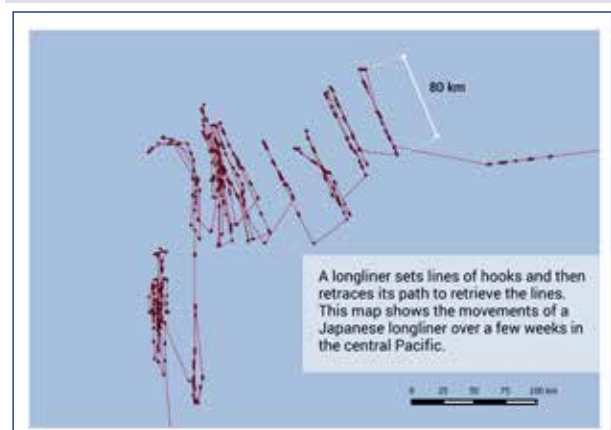 80 km
A longliner sets lines of hooks and then
retraces its path to retrieve the lines.
This map shows the movements of a
Japanese longliner over a few weeks in
the central Pacific.
0 25 50 75 100 km